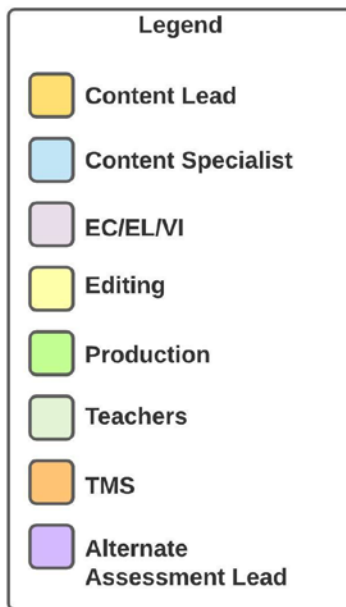 Legend
Content Lead
Content Specialist
EC/EL/VI
Editing
Production
Teachers
TMS
Alternate
Assessment Lead